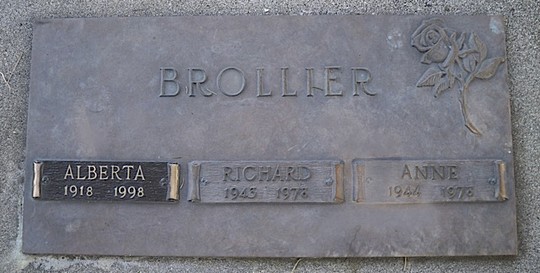 BROLLIER
ALBERTA
1918 1998
RICHARD
1943 1978
ANNE
1944 1978